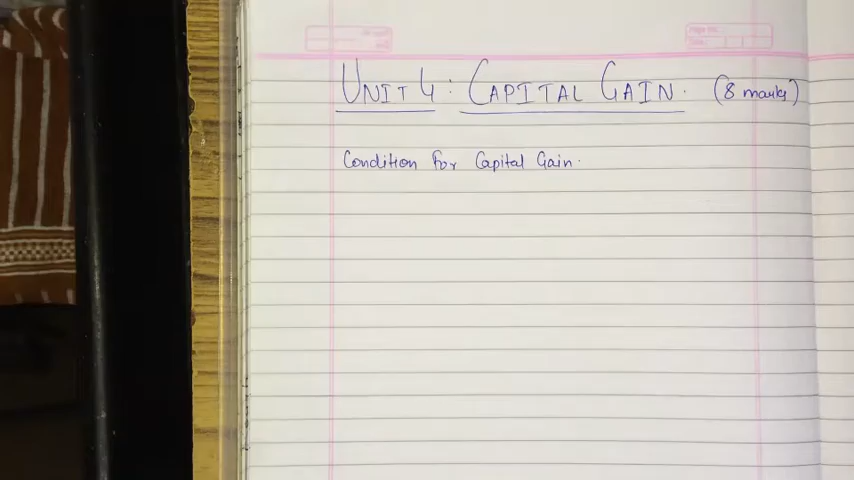 UNIT 4 : CAPITAL GAIN. (8 marks)
Condition for Capital Gain.